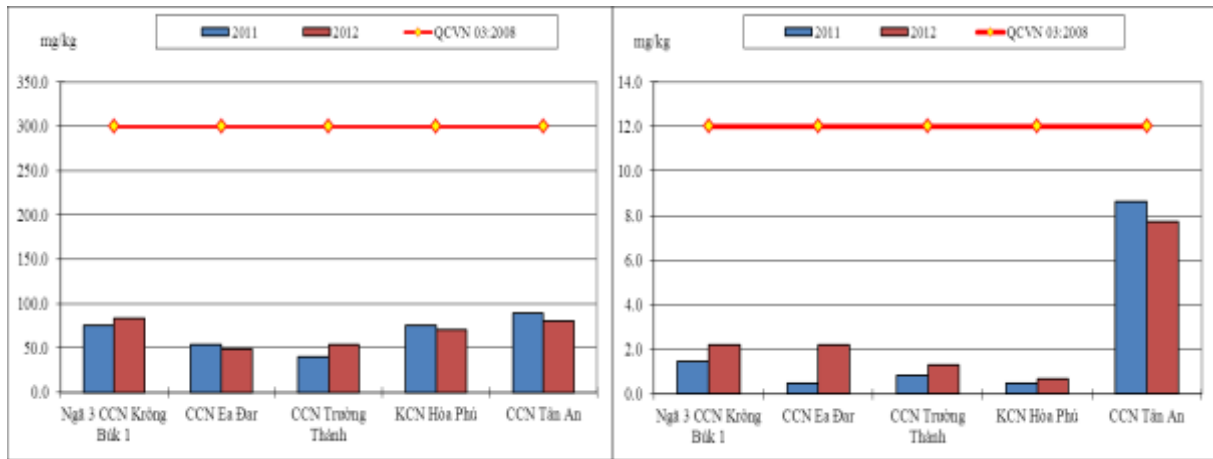 mg/kg
2011 2012 QCVN 03:2008
350.0
300.0
250.0
200.0
150.0
100.0
50.0
0.0
Ngã 3 CCN Krông
Búk 1
CCN Ea Đar
CCN Trường
Thành
KCN Hòa Phú
CCN Tân An
mg/kg
2011 2012 QCVN 03:2008
14.0
12.0
10.0
8.0
6.0
4.0
2.0
0.0
Ngã 3 CCN Krông
Búk 1
CCN Ea Đar
CCN Trường
Thành
KCN Hòa Phú
CCN Tân An